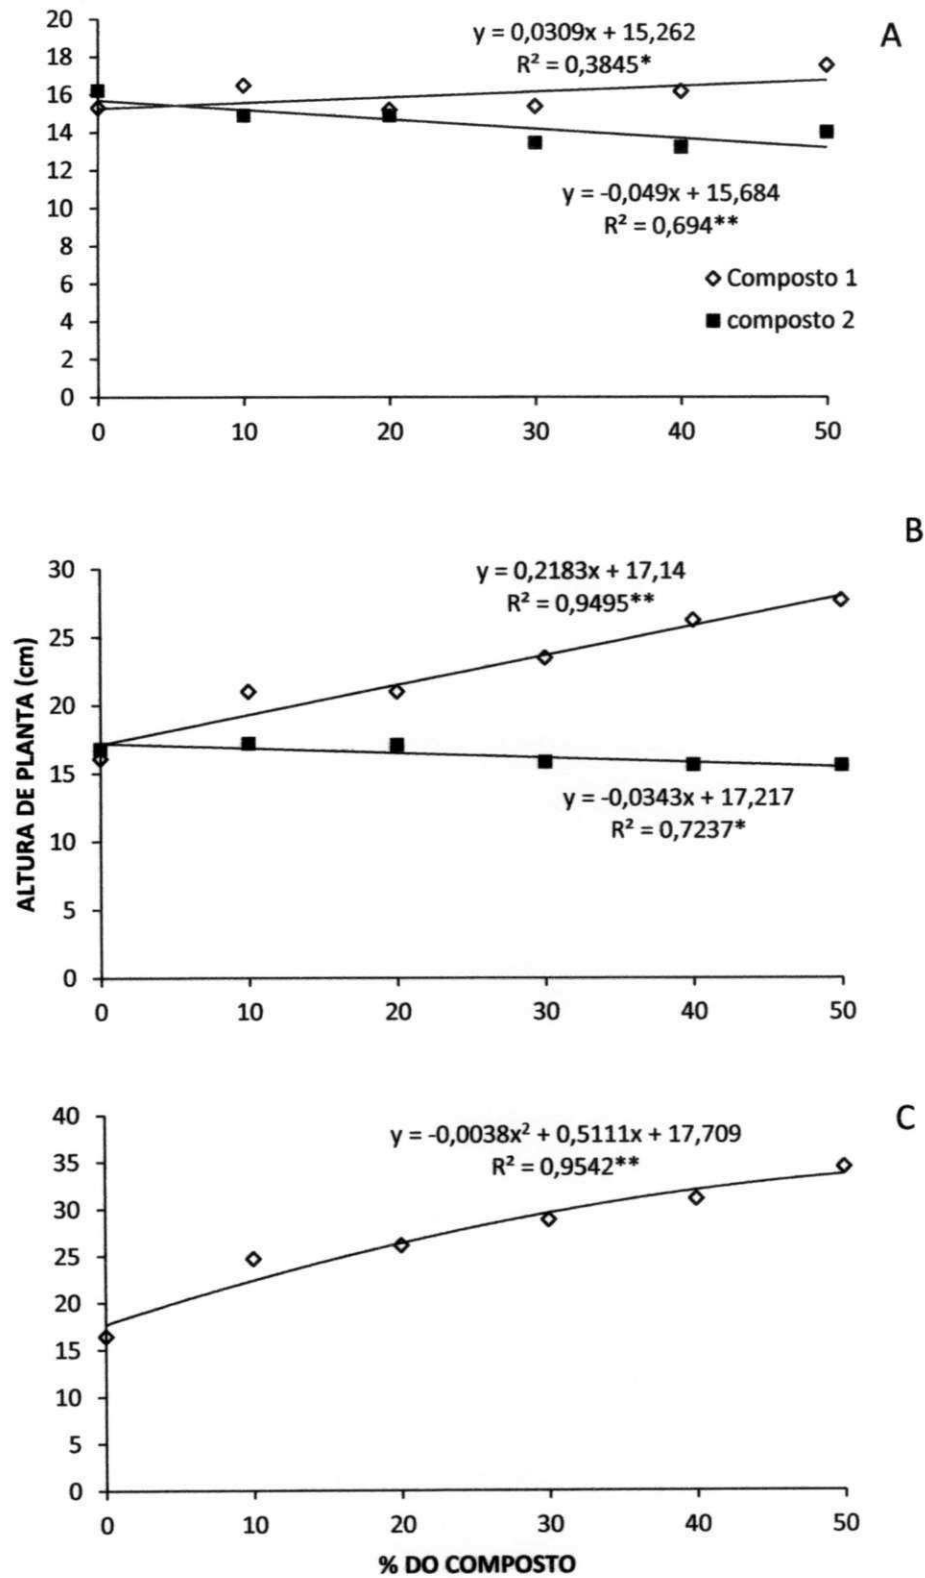 A
y = 0,0309x + 15,262
R² = 0,3845*
20
18
16
14
12
10
8
6
4
2
0
y = -0,049x + 15,684
R² = 0,694**
Composto 1
composto 2
0 10 20 30 40 50
B
y = 0,2183x + 17,14
R² = 0,9495**
30
25
20
15
10
5
0
ALTURA DE PLANTA (cm)
y = -0,0343x + 17,217
R² = 0,7237*
0 10 20 30 40 50
C
y = -0,0038x² + 0,5111x + 17,709
R² = 0,9542**
40
35
30
25
20
15
10
5
0
0 10 20 30 40 50
% DO COMPOSTO